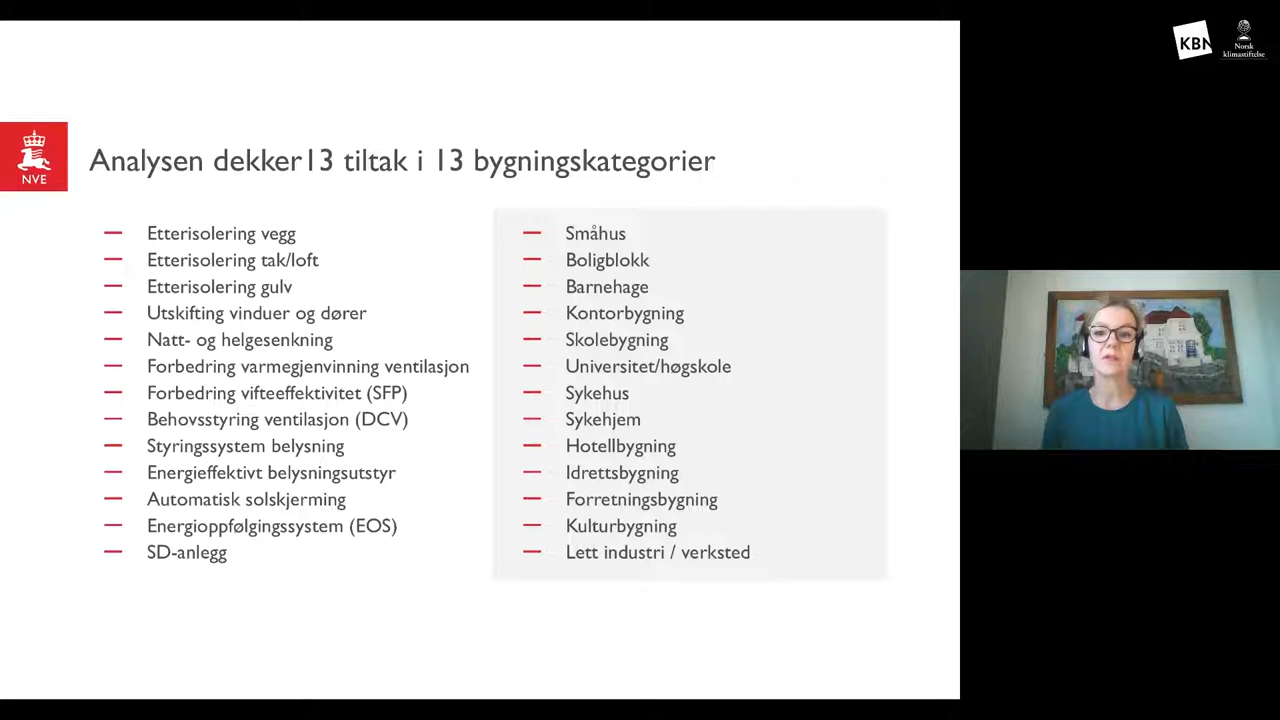 KBN
Norsk
klimastiftelse
NVE
Analysen dekker13 tiltak i 13 bygningskategorier
Etterisolering vegg
Etterisolering tak/loft
Etterisolering gulv
Utskifting vinduer og dører
Natt- og helgesenkning
Forbedring varmegjenvinning ventilasjon
Forbedring vifteeffektivitet (SFP)
Behovsstyring ventilasjon (DCV)
Styringssystem belysning
Energieffektivt belysningsutstyr
Automatisk solskjerming
Energioppfølgingssystem (EOS)
SD-anlegg
Småhus
Boligblokk
Barnehage
Kontorbygning
Skolebygning
Universitet/høgskole
Sykehus
Sykehjem
Hotellbygning
Idrettsbygning
Forretningsbygning
Kulturbygning
Lett industri / verksted